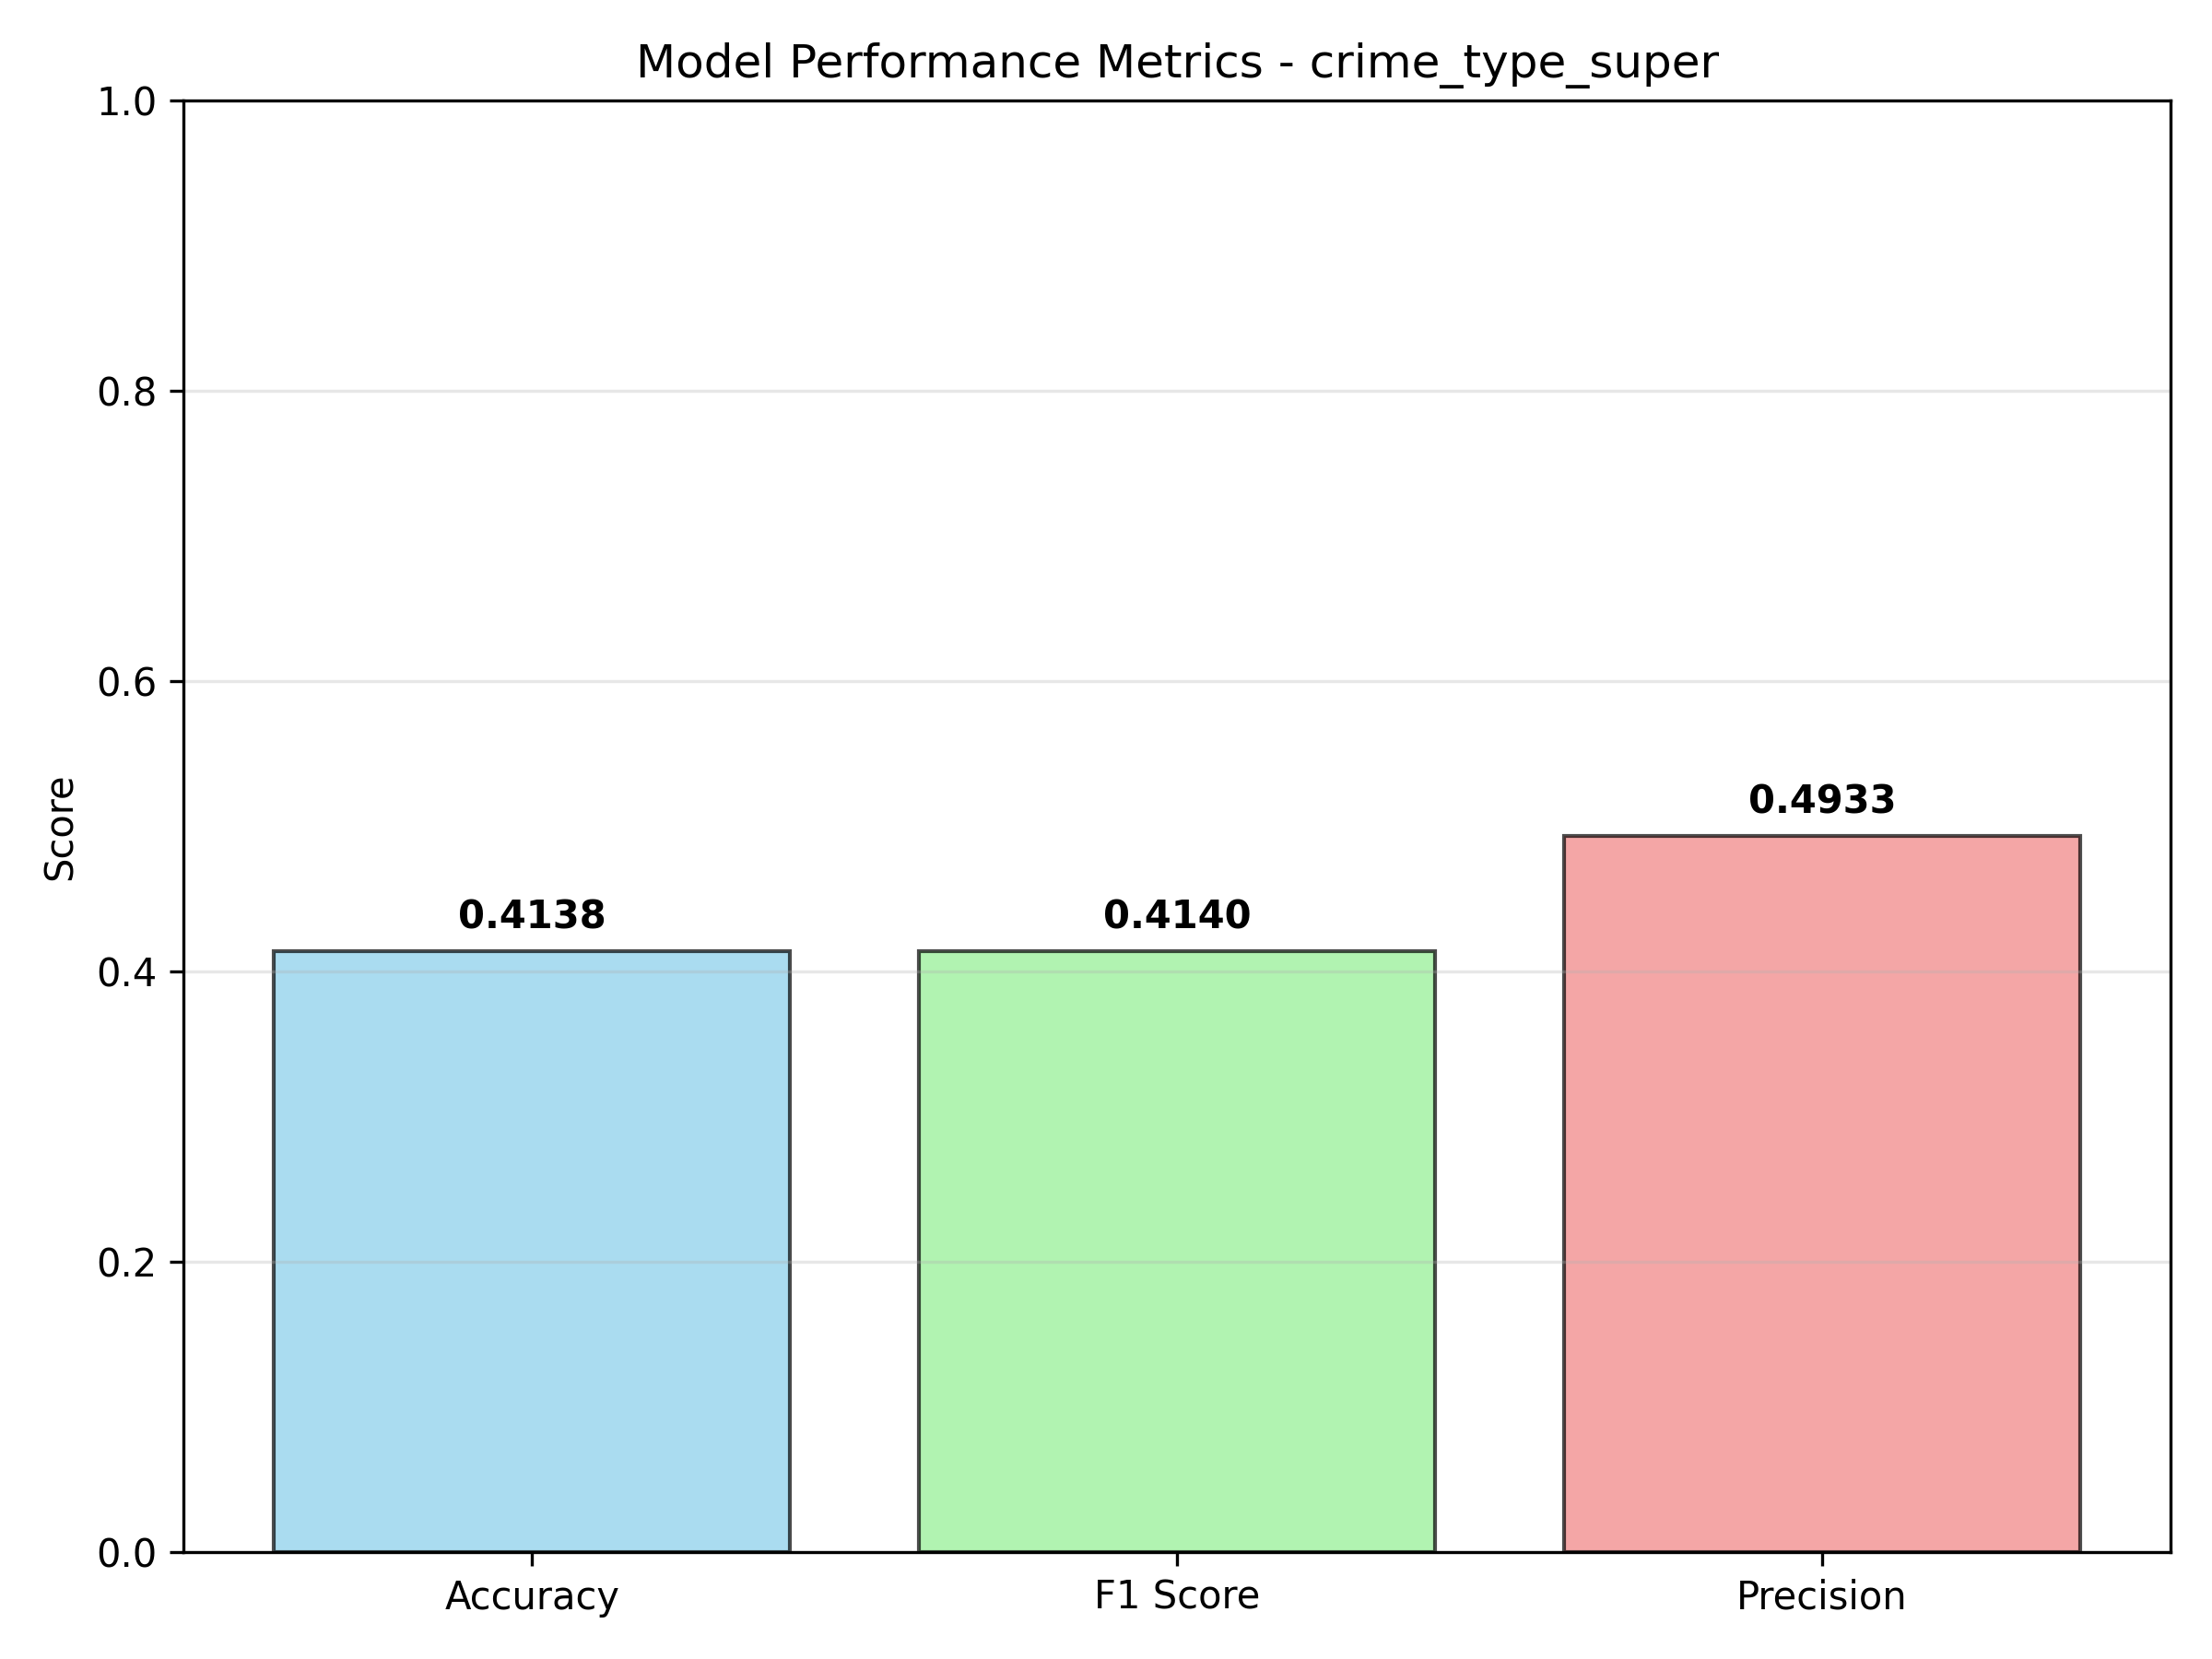 Model Performance Metrics - crime_type_super
1.0
0.8
0.6
0.4
0.2
0.0
Score
0.4138
0.4140
0.4933
Accuracy
F1 Score
Precision